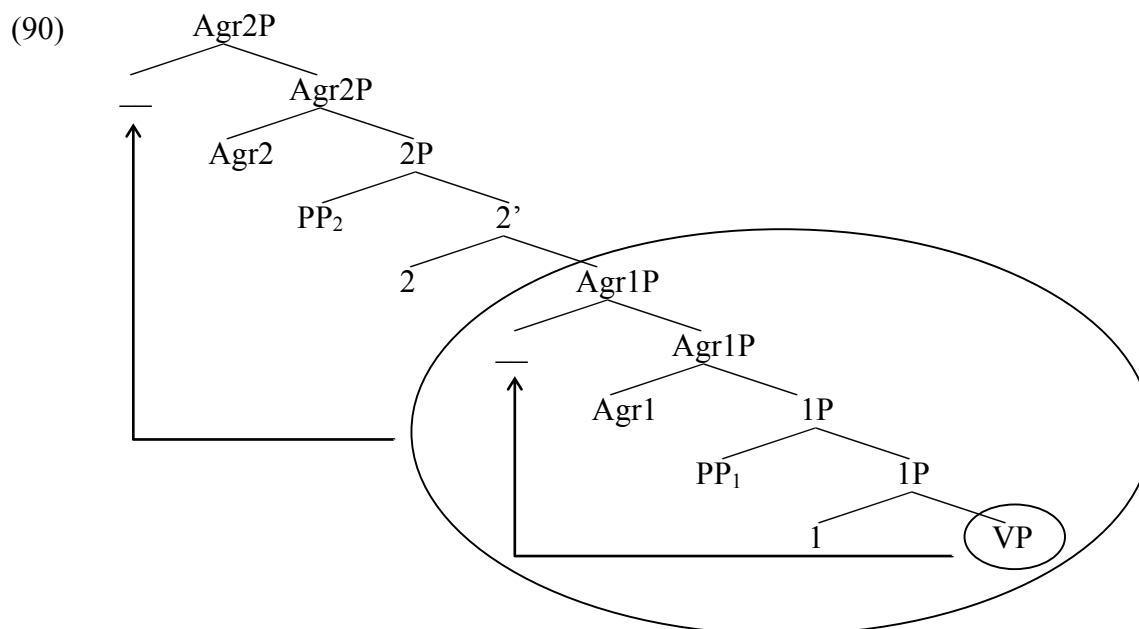 (90) Agr2P
Agr2P
—
Agr2 2P
PP₂ 2’
2 Agr1P
Agr1P
—
Agr1 1P
PP₁ 1P
1 VP